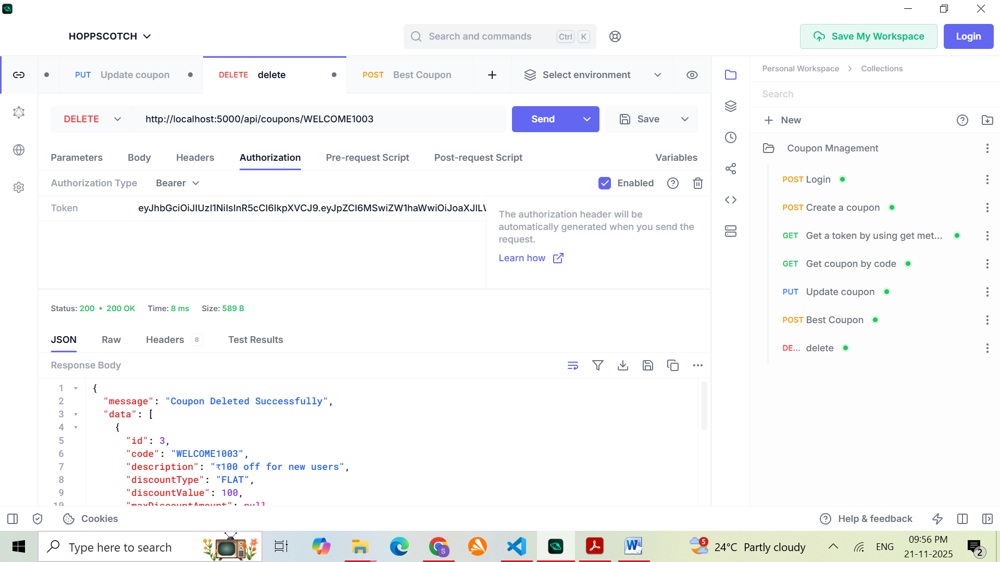 HOPPSCOTCH
Search and commands
Ctrl K
Save My Workspace
Login
PUT Update coupon
DELETE delete
POST Best Coupon
Select environment
Personal Workspace > Collections
Search
DELETE
http://localhost:5000/api/coupons/WELCOME1003
Send
Save
+ New
Coupon Mnagement
Parameters
Body
Headers
Authorization
Pre-request Script
Post-request Script
Variables
POST Login
Authorization Type
Bearer
Enabled
POST Create a coupon
Token
The authorization header will be
automatically generated when you send the
request.
Learn how
GET Get a token by using get met...
GET Get coupon by code
PUT Update coupon
POST Best Coupon
DE... delete
Status: 200 • 200 OK Time: 8 ms Size: 589 B
JSON
Raw
Headers 8
Test Results
Response Body
1 {
2 "message": "Coupon Deleted Successfully",
3 "data": [
4 {
5 "id": 3,
6 "code": "WELCOME1003",
7 "description": "₹100 off for new users",
8 "discountType": "FLAT",
9 "discountValue": 100,
10 "maxDiscountAmount": null
Cookies
Help & feedback
Type here to search
S
5
24°C Partly cloudy
ENG
09:56 PM
21-11-2025
2